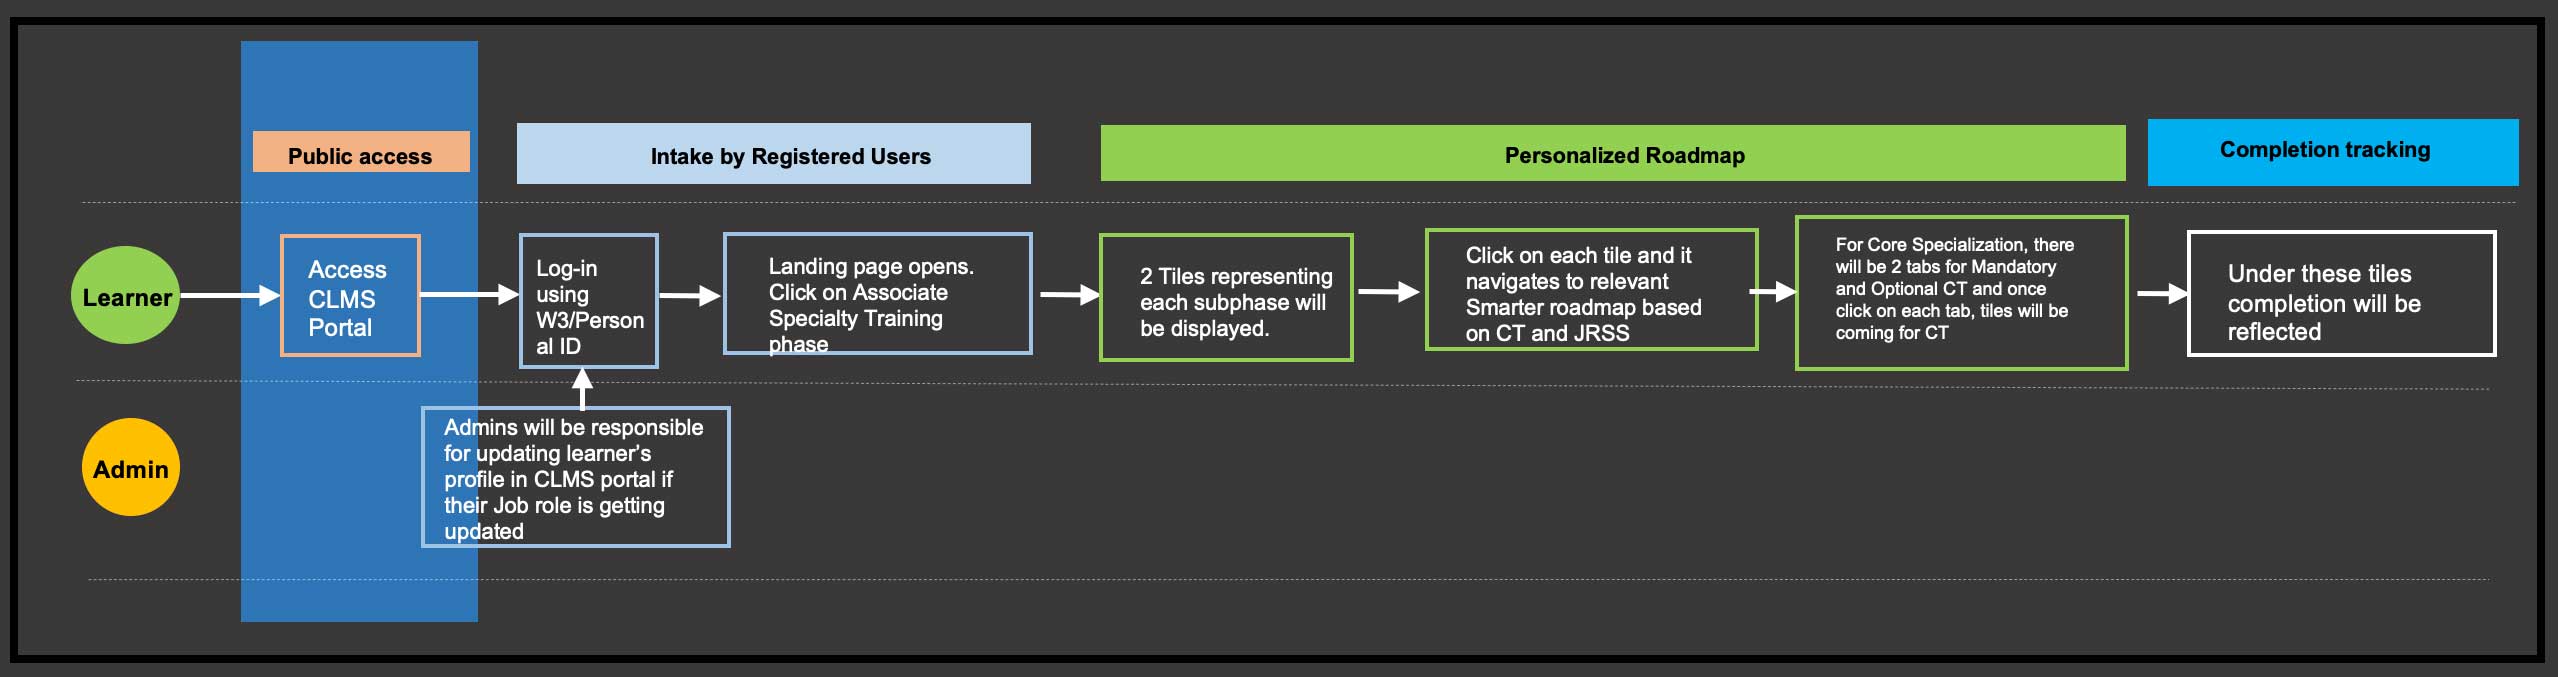 Public access
Intake by Registered Users
Personalized Roadmap
Completion tracking
Learner
Access
CLMS
Portal
Log-in
using
W3/Person
al ID
Landing page opens.
Click on Associate
Specialty Training
phase
2 Tiles representing
each subphase will
be displayed.
Click on each tile and it
navigates to relevant
Smarter roadmap based
on CT and JRSS
For Core Specialization, there
will be 2 tabs for Mandatory
and Optional CT and once
click on each tab, tiles will be
coming for CT
Under these tiles
completion will be
reflected
Admin
Admins will be responsible
for updating learner’s
profile in CLMS portal if
their Job role is getting
updated